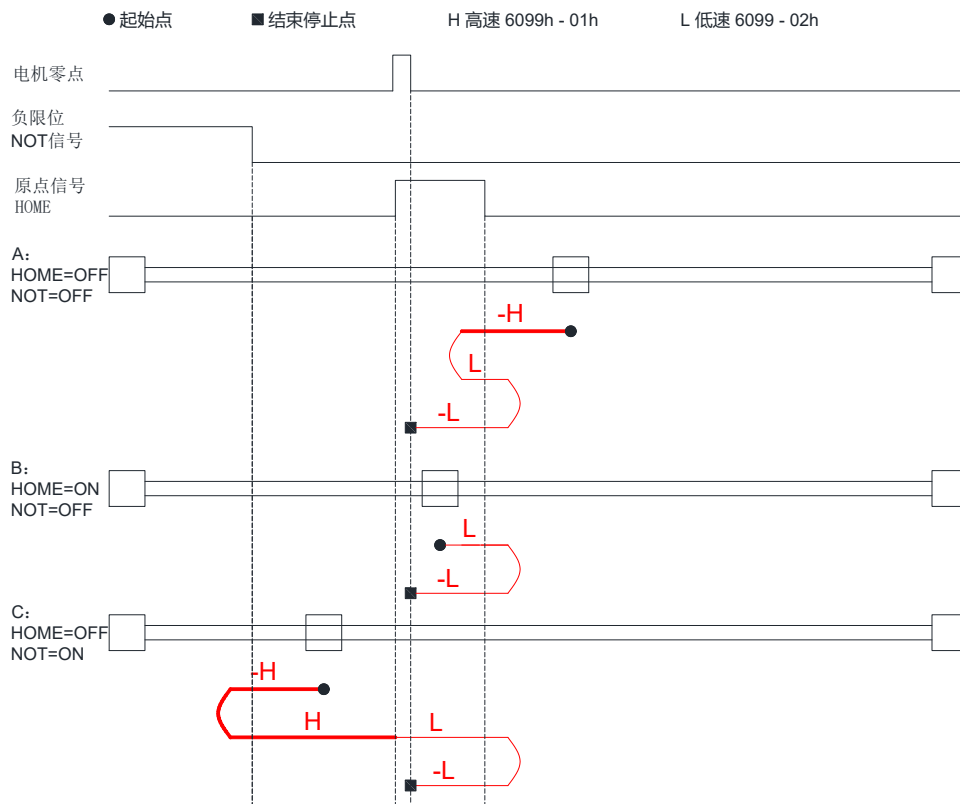 起始点
结束停止点
H 高速 6099h - 01h
L 低速 6099 - 02h
电机零点
负限位
NOT信号
原点信号
HOME
A:
HOME=OFF
NOT=OFF
-H
L
-L
B:
HOME=ON
NOT=OFF
L
-L
C:
HOME=OFF
NOT=ON
-H
H
L
-L